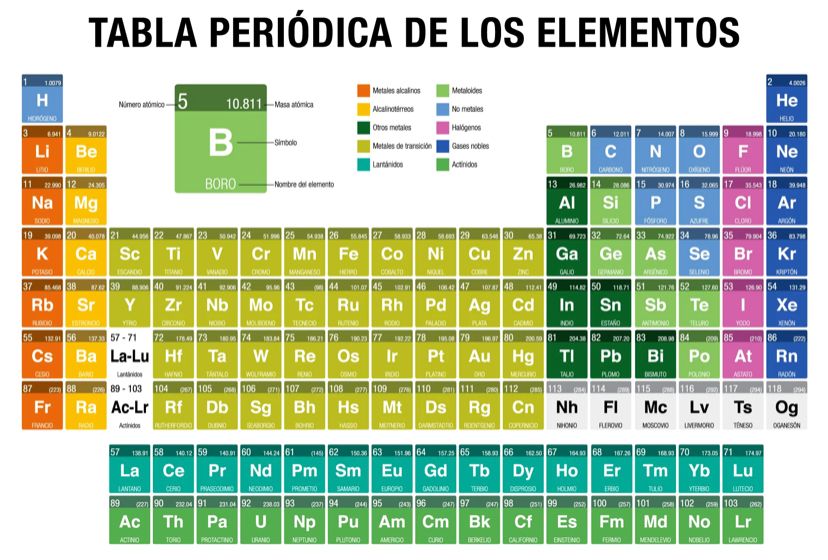 TABLA PERIÓDICA DE LOS ELEMENTOS
Número atómico
5
10.811
Masa atómica
B
Símbolo
BORO
Nombre del elemento
Metales alcalinos
Metaloides
Alcalinotérreos
No metales
Otros metales
Halógenos
Metales de transición
Gases nobles
Lantánidos
Actínidos
1 1.0079 H HIDRÓGENO
2 4.0026 He HELIO
3 6.941 Li LITIO
4 9.0122 Be BERILIO
5 10.811 B BORO
6 12.011 C CARBONO
7 14.007 N NITRÓGENO
8 15.999 O OXÍGENO
9 18.998 F FLÚOR
10 20.180 Ne NEÓN
11 22.990 Na SODIO
12 24.305 Mg MAGNESIO
13 26.982 Al ALUMINIO
14 28.086 Si SILICIO
15 30.974 P FÓSFORO
16 32.065 S AZUFRE
17 35.543 Cl CLORO
18 39.948 Ar ARGÓN
19 39.098 K POTASIO
20 40.078 Ca CALCIO
21 44.956 Sc ESCANDIO
22 47.867 Ti TITANIO
23 50.942 V VANADIO
24 51.996 Cr CROMO
25 54.938 Mn MANGANESO
26 55.845 Fe HIERRO
27 58.933 Co COBALTO
28 58.693 Ni NÍQUEL
29 63.546 Cu COBRE
30 65.38 Zn ZINC
31 69.723 Ga GALIO
32 72.64 Ge GERMANIO
33 74.922 As ARSÉNICO
34 78.96 Se SELENIO
35 79.904 Br BROMO
36 83.798 Kr KRIPTÓN
37 85.468 Rb RUBIDIO
38 87.62 Sr ESTRONCIO
39 88.906 Y YTRIO
40 91.224 Zr CIRCONIO
41 92.906 Nb NIOBIO
42 95.96 Mo MOLIBDENO
43 (98) Tc TECNECIO
44 101.07 Ru RUTENIO
45 102.91 Rh RODIO
46 106.42 Pd PALADIO
47 107.87 Ag PLATA
48 112.41 Cd CADMIO
49 114.82 In INDIO
50 118.71 Sn ESTAÑO
51 121.76 Sb ANTIMONIO
52 127.60 Te TELURO
53 126.90 I YODO
54 131.29 Xe XENÓN
55 132.91 Cs CESIO
56 137.33 Ba BARIO
57 - 71 La-Lu Lantánidos
72 178.49 Hf HAFNIO
73 180.95 Ta TÁNTALO
74 183.84 W WOLFRAMIO
75 186.21 Re RENIO
76 190.23 Os OSMIO
77 192.22 Ir IRIDIO
78 195.08 Pt PLATINO
79 196.97 Au ORO
80 200.59 Hg MERCURIO
81 204.38 Tl TALIO
82 207.20 Pb PLOMO
83 208.98 Bi BISMUTO
84 (209) Po POLONIO
85 (210) At ASTATO
86 (222) Rn RADÓN
87 (223) Fr FRANCIO
88 (226) Ra RADIO
89 - 103 Ac-Lr Actínidos
104 (267) Rf RUTHERFORDIO
105 (268) Db DUBNIO
106 (271) Sg SEABORGIO
107 (272) Bh BOHRIO
108 (270) Hs HASSIO
109 (276) Mt MEITNERIO
110 (281) Ds DARMSTADTIO
111 (280) Rg ROENTGENIO
112 (285) Cn COPERNICIO
113 (284) Nh NIHONIO
114 (289) Fl FLEROVIO
115 (288) Mc MOSCOVIO
116 (292) Lv LIVERMORIO
117 (294) Ts TÉNESO
118 (294) Og OGANESÓN
57 138.91 La LANTANO
58 140.12 Ce CERIO
59 140.91 Pr PRASEODIMIO
60 144.24 Nd NEODIMIO
61 (145) Pm PROMETIO
62 150.36 Sm SAMARIO
63 151.96 Eu EUROPIO
64 157.25 Gd GADOLINIO
65 158.93 Tb TERBIO
66 162.50 Dy DISPROSIO
67 164.93 Ho HOLMIO
68 167.26 Er ERBIO
69 168.93 Tm TULIO
70 173.05 Yb YTERBIO
71 174.97 Lu LUTECIO
89 (227) Ac ACTINIO
90 232.04 Th TORIO
91 231.04 Pa PROTACTINIO
92 238.03 U URANIO
93 (237) Np NEPTUNIO
94 (244) Pu PLUTONIO
95 (243) Am AMERICIO
96 (247) Cm CURIO
97 (247) Bk BERKELIO
98 (251) Cf CALIFORNIO
99 (252) Es EINSTENIO
100 (257) Fm FERMIO
101 (258) Md MENDELEVIO
102 (259) No NOBELIO
103 (262) Lr LAWRENCIO